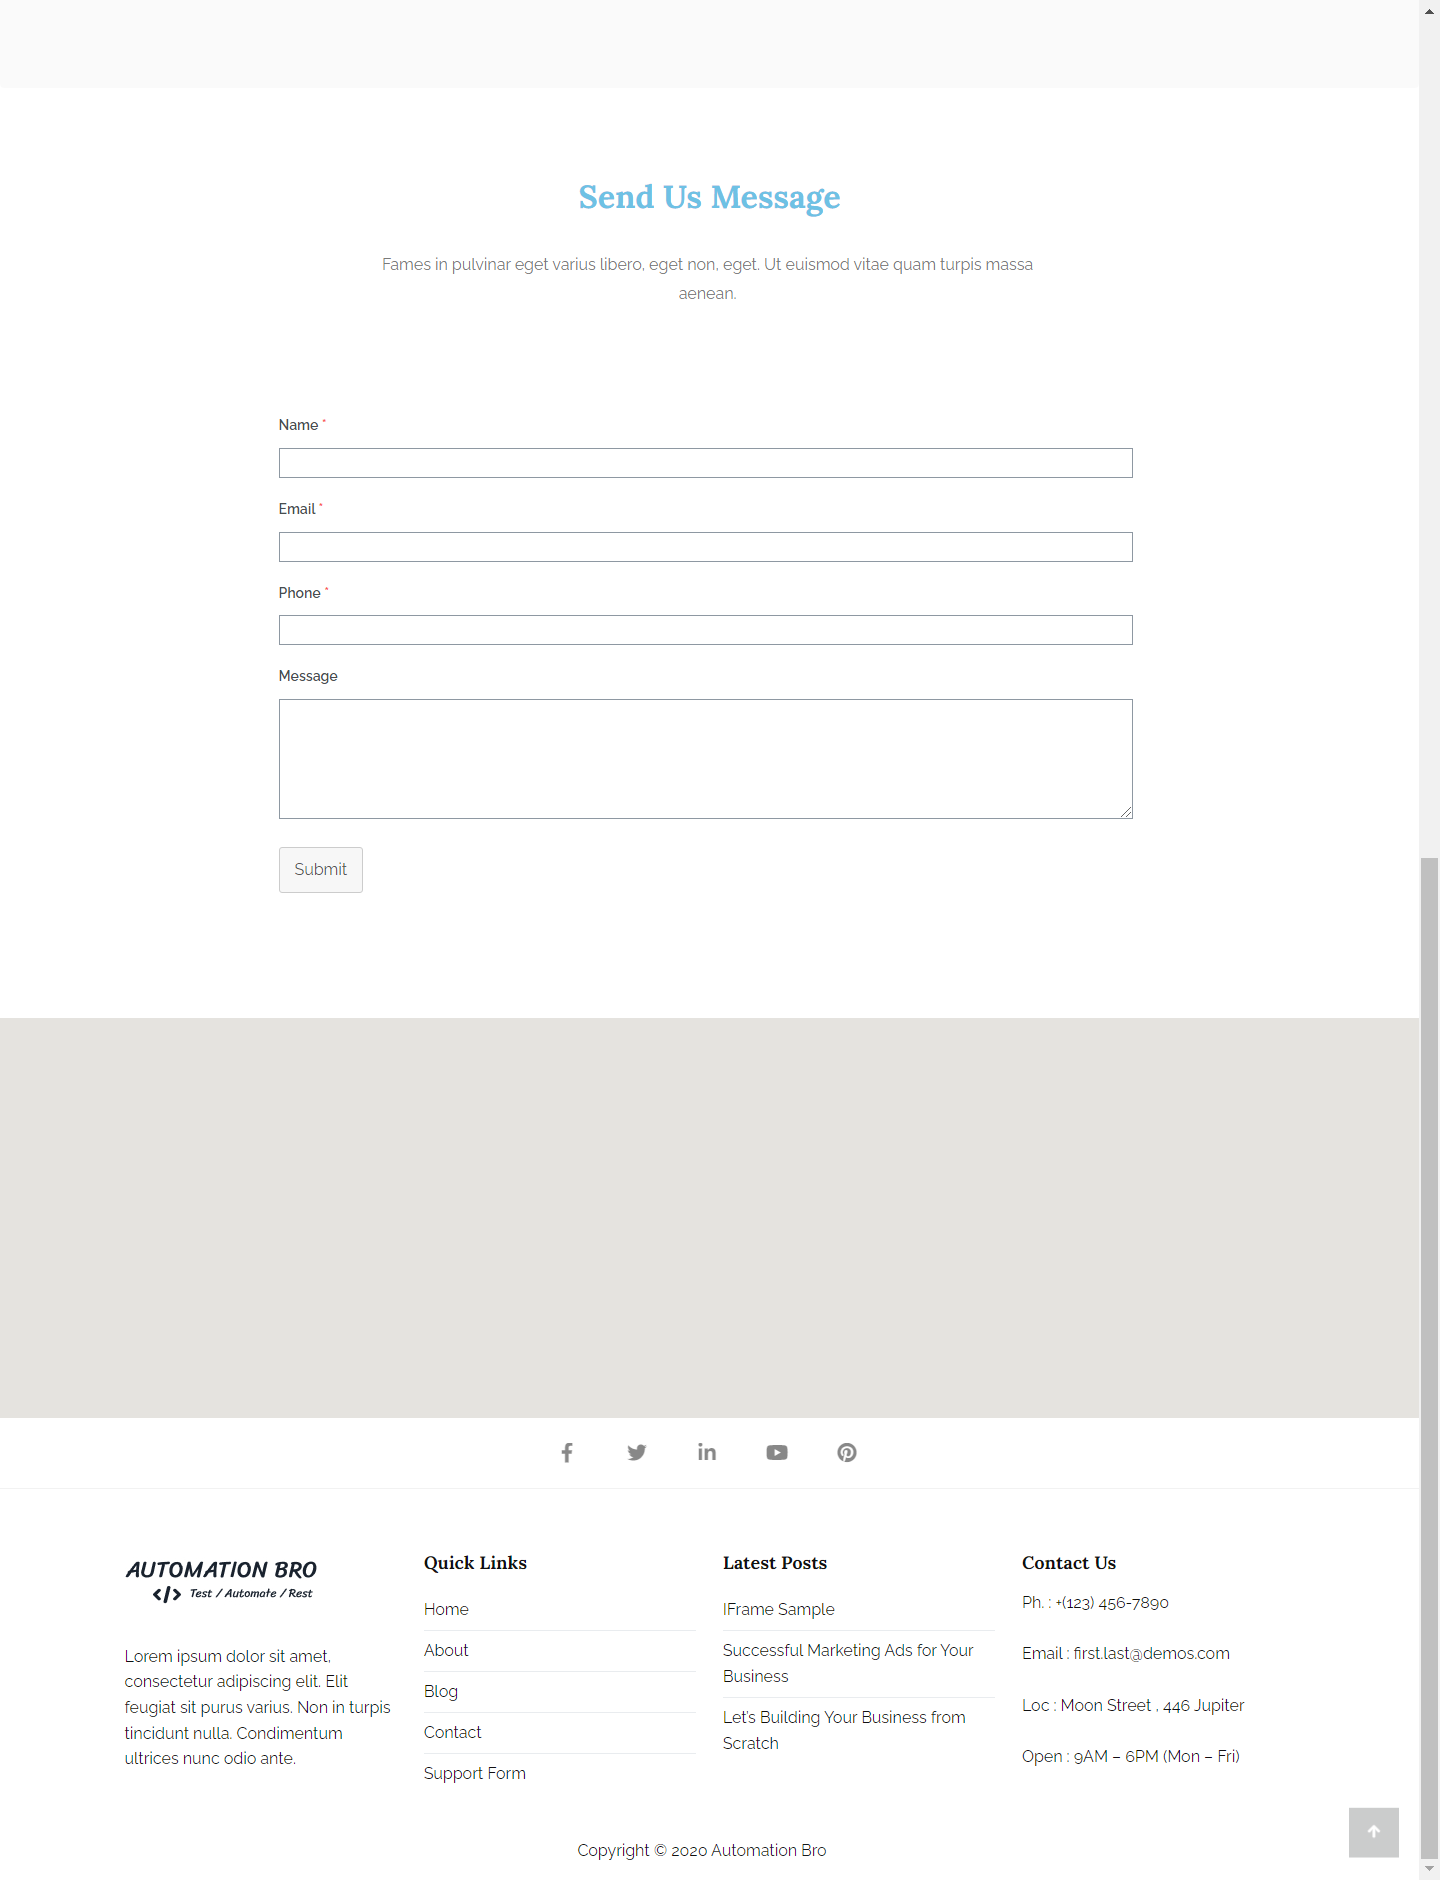 Send Us Message
Fames in pulvinar eget varius libero, eget non, eget. Ut euismod vitae quam turpis massa
aenean.
Name *
Email *
Phone *
Message
Submit
AUTOMATION BRO
</> Test / Automate / Rest
Lorem ipsum dolor sit amet,
consectetur adipiscing elit. Elit
feugiat sit purus varius. Non in turpis
tincidunt nulla. Condimentum
ultrices nunc odio ante.
Quick Links
Home
About
Blog
Contact
Support Form
Latest Posts
IFrame Sample
Successful Marketing Ads for Your
Business
Let's Building Your Business from
Scratch
Contact Us
Ph. : +(123) 456-7890
Email : first.last@demos.com
Loc : Moon Street , 446 Jupiter
Open : 9AM – 6PM (Mon – Fri)
Copyright © 2020 Automation Bro